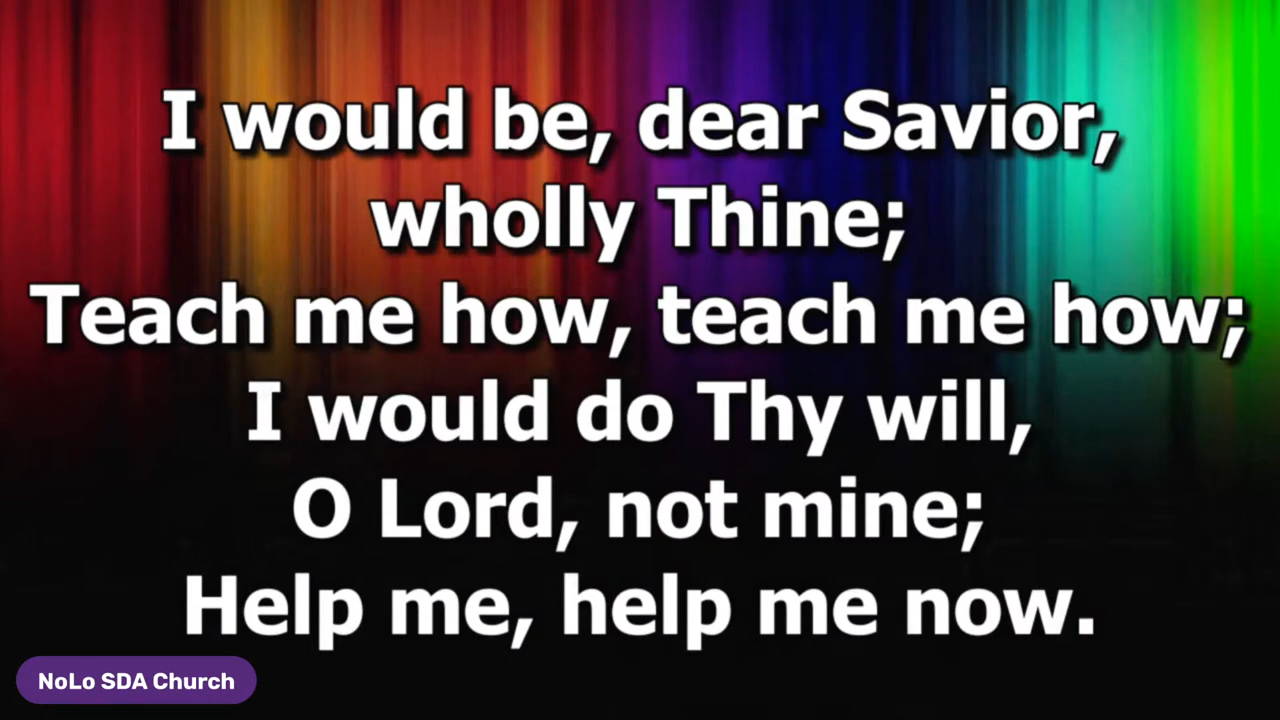 I would be, dear Savior,
wholly Thine;
Teach me how, teach me how;
I would do Thy will,
O Lord, not mine;
Help me, help me now.
NoLo SDA Church